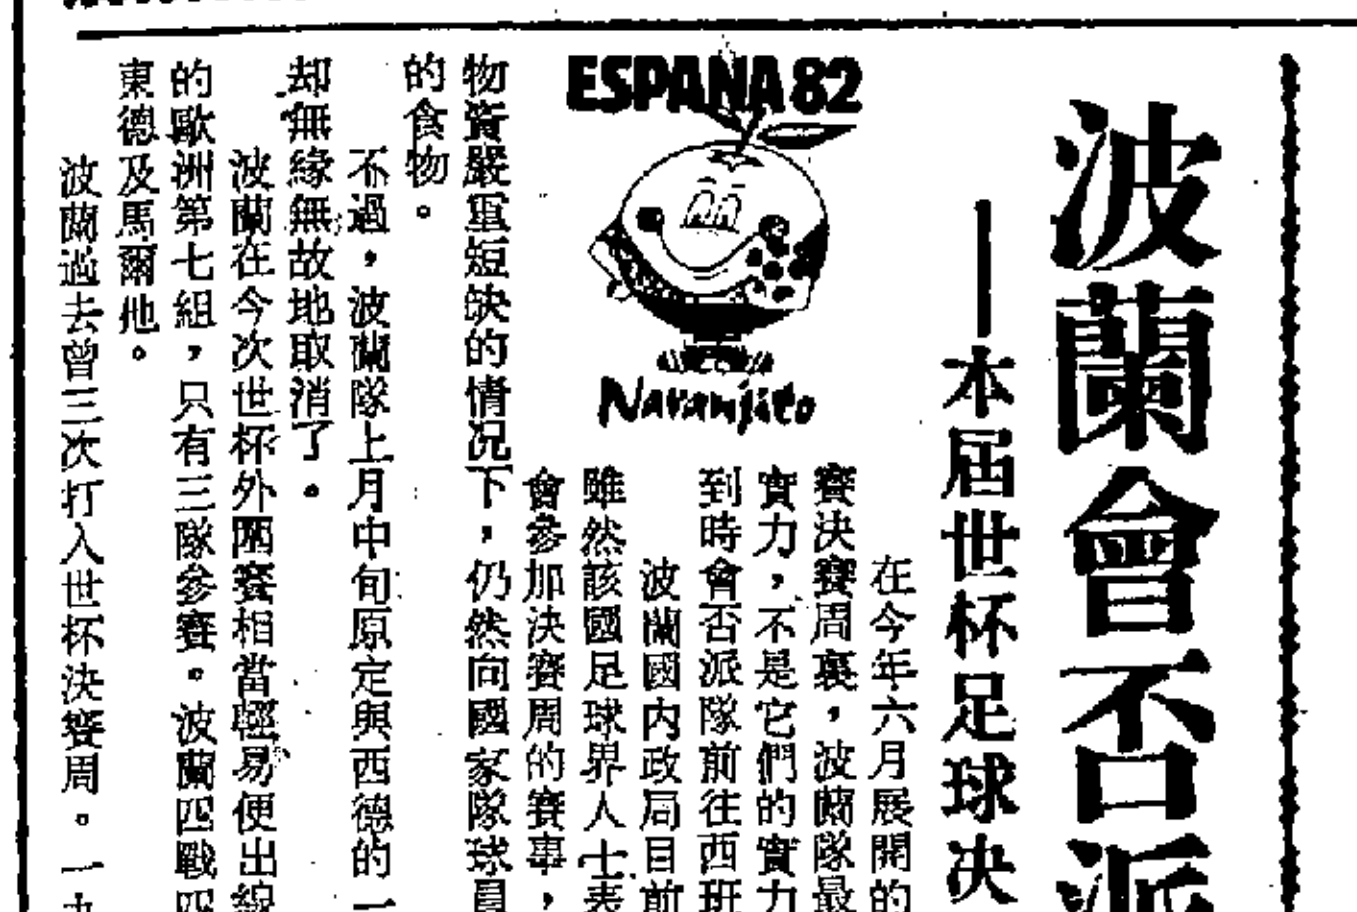 波蘭會否派
—本届世杯足球決
ESPANA 82
Naranjito
在今年六月展開的
賽決賽周裏，波蘭隊最
實力，不是它們的實力
到時會否派隊前往西班
波蘭國内政局目前
雖然該國足球界人士表
會參加決賽周的賽事，
物資嚴重短缺的情况下，仍然向國家隊球員
的食物。
不過，波蘭隊上月中旬原定與西德的一
却無緣無故地取消了。
波蘭在今次世杯外圍賽相當輕易便出線
的歐洲第七組，只有三隊參賽。波蘭四戰四
東德及馬爾他。
波蘭過去曾三次打入世杯決賽周。一九